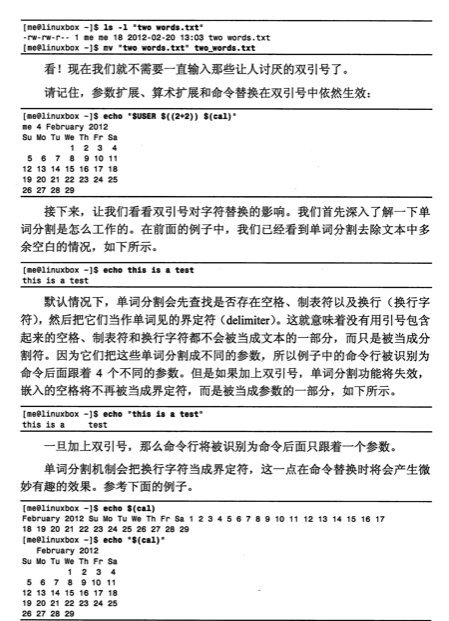 [me@linuxbox ~]$ ls -l "two words.txt"
-rw-rw-r-- 1 me me 18 2012-02-20 13:03 two words.txt
[me@linuxbox ~]$ mv "two words.txt" two_words.txt
看！现在我们就不需要一直输入那些让人讨厌的双引号了。
请记住，参数扩展、算术扩展和命令替换在双引号中依然生效：
[me@linuxbox ~]$ echo "$USER $((2+2)) $(cal)"
me 4 February 2012
Su Mo Tu We Th Fr Sa
1 2 3 4
5 6 7 8 9 10 11
12 13 14 15 16 17 18
19 20 21 22 23 24 25
26 27 28 29
接下来，让我们看看双引号对字符替换的影响。我们首先深入了解一下单
词分割是怎么工作的。在前面的例子中，我们已经看到单词分割去除文本中多
余空白的情况，如下所示。
[me@linuxbox ~]$ echo this is a test
this is a test
默认情况下，单词分割会先查找是否存在空格、制表符以及换行（换行字
符），然后把它们当作单词见的界定符（delimiter）。这就意味着没有用引号包含
起来的空格、制表符和换行字符都不会被当成文本的一部分，而只是被当成分
割符。因为它们把这些单词分割成不同的参数，所以例子中的命令行被识别为
命令后面跟着 4 个不同的参数。但是如果加上双引号，单词分割功能将失效，
嵌入的空格将不再被当成界定符，而是被当成参数的一部分，如下所示。
[me@linuxbox ~]$ echo "this is a test"
this is a    test
一旦加上双引号，那么命令行将被识别为命令后面只跟着一个参数。
单词分割机制会把换行字符当成界定符，这一点在命令替换时将会产生微
妙有趣的效果。参考下面的例子。
[me@linuxbox ~]$ echo $(cal)
February 2012 Su Mo Tu We Th Fr Sa 1 2 3 4 5 6 7 8 9 10 11 12 13 14 15 16 17
18 19 20 21 22 23 24 25 26 27 28 29
[me@linuxbox ~]$ echo "$(cal)"
February 2012
Su Mo Tu We Th Fr Sa
1 2 3 4
5 6 7 8 9 10 11
12 13 14 15 16 17 18
19 20 21 22 23 24 25
26 27 28 29